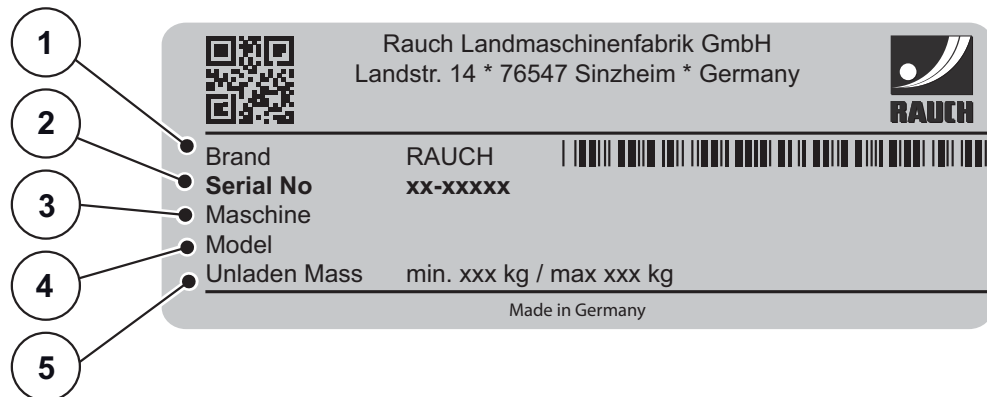 Rauch Landmaschinenfabrik GmbH
Landstr. 14 * 76547 Sinzheim * Germany
RAUCH
1
Brand RAUCH
2
Serial No xx-xxxxx
3
Maschine
4
Model
5
Unladen Mass min. xxx kg / max xxx kg
Made in Germany